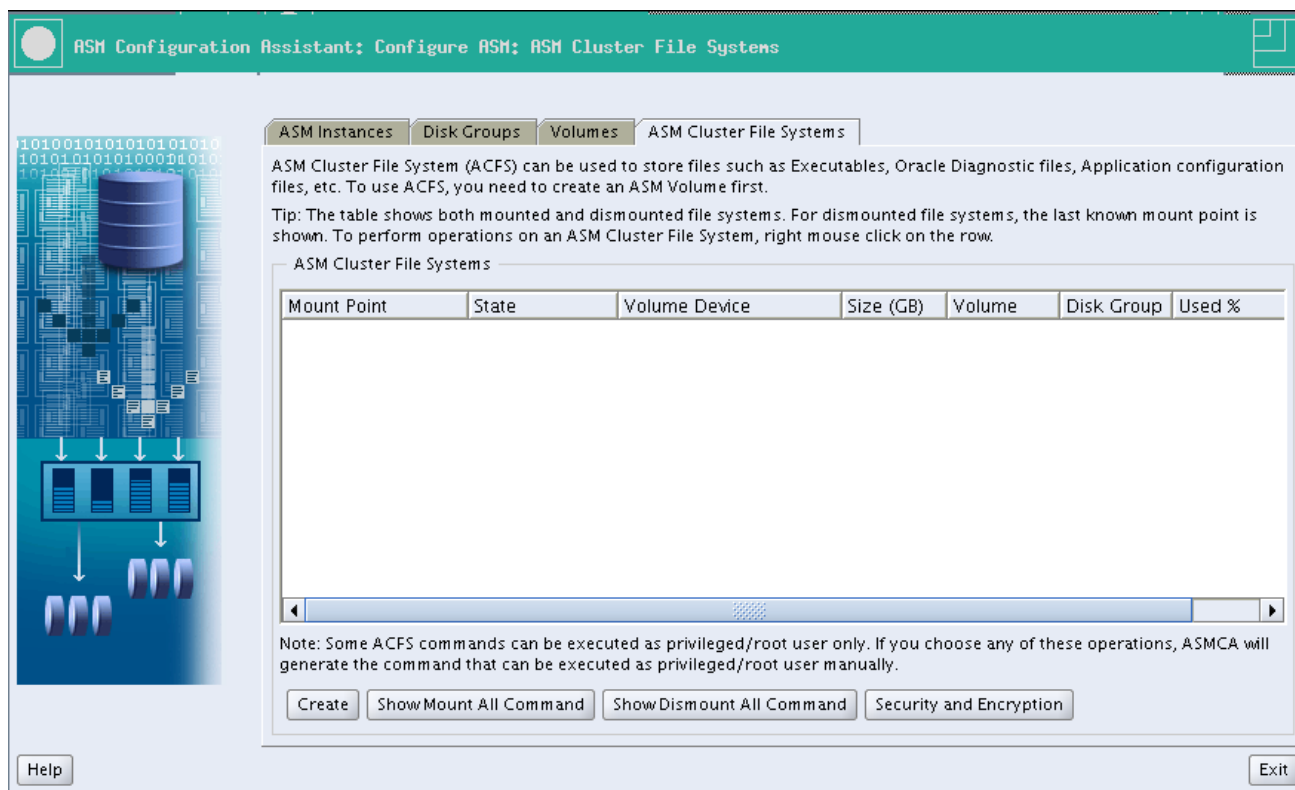 ASM Configuration Assistant: Configure ASM: ASM Cluster File Systems
ASM Instances Disk Groups Volumes ASM Cluster File Systems
ASM Cluster File System (ACFS) can be used to store files such as Executables, Oracle Diagnostic files, Application configuration
files, etc. To use ACFS, you need to create an ASM Volume first.
Tip: The table shows both mounted and dismounted file systems. For dismounted file systems, the last known mount point is
shown. To perform operations on an ASM Cluster File System, right mouse click on the row.
ASM Cluster File Systems
Mount Point State Volume Device Size (GB) Volume Disk Group Used %
Note: Some ACFS commands can be executed as privileged/root user only. If you choose any of these operations, ASMCA will
generate the command that can be executed as privileged/root user manually.
Create Show Mount All Command Show Dismount All Command Security and Encryption
Help Exit